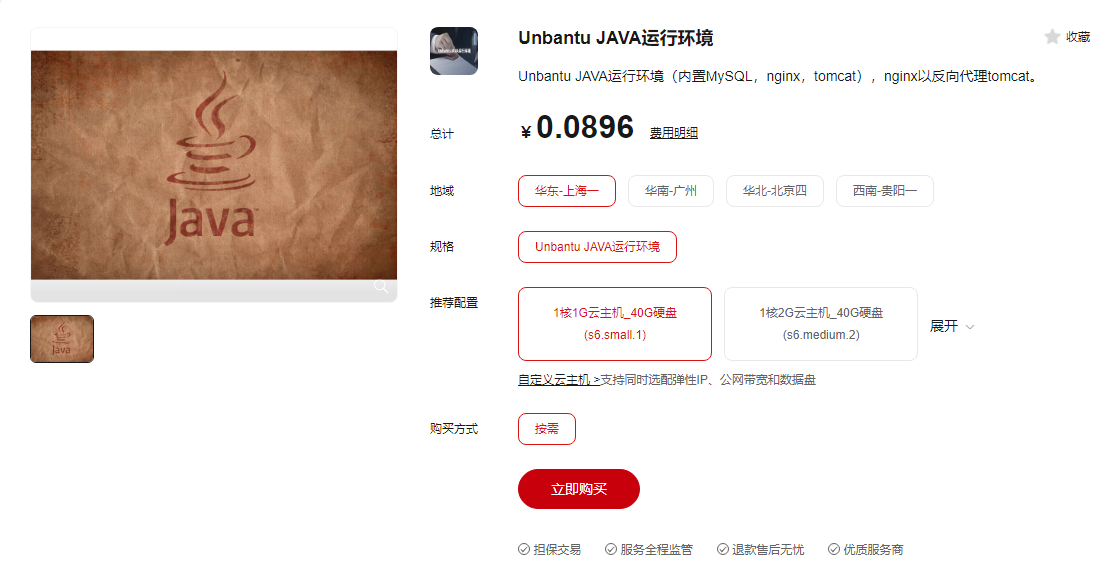 Unbantu JAVA运行环境
收藏
Unbantu JAVA运行环境（内置MySQL，nginx，tomcat），nginx以反向代理tomcat。
总计
¥ 0.0896 费用明细
地域
华东-上海一 华南-广州 华北-北京四 西南-贵阳一
规格
Unbantu JAVA运行环境
推荐配置
1核1G云主机_40G硬盘
(s6.small.1)
1核2G云主机_40G硬盘
(s6.medium.2)
展开
自定义云主机 >支持同时选配弹性IP、公网带宽和数据盘
购买方式
按需
立即购买
担保交易 服务全程监管 退款售后无忧 优质服务商
Java
Java